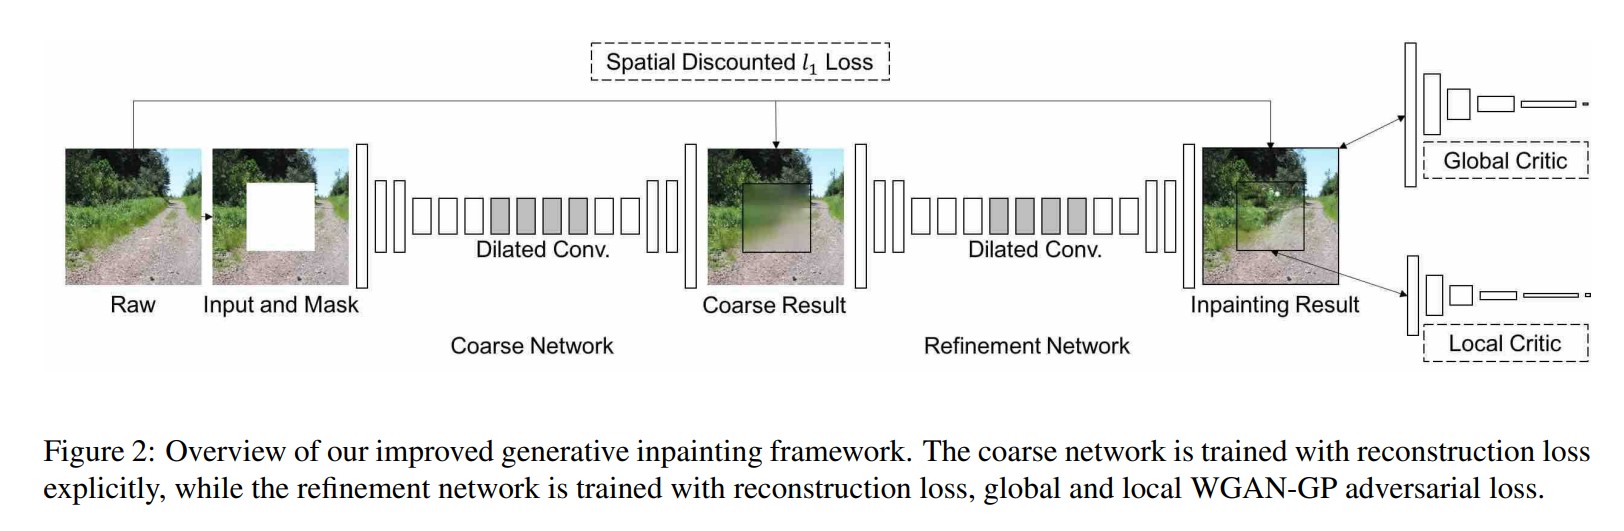 Spatial Discounted l₁ Loss
Global Critic
Dilated Conv.
Dilated Conv.
Raw
Input and Mask
Coarse Result
Inpainting Result
Coarse Network
Refinement Network
Local Critic
Figure 2: Overview of our improved generative inpainting framework. The coarse network is trained with reconstruction loss
explicitly, while the refinement network is trained with reconstruction loss, global and local WGAN-GP adversarial loss.